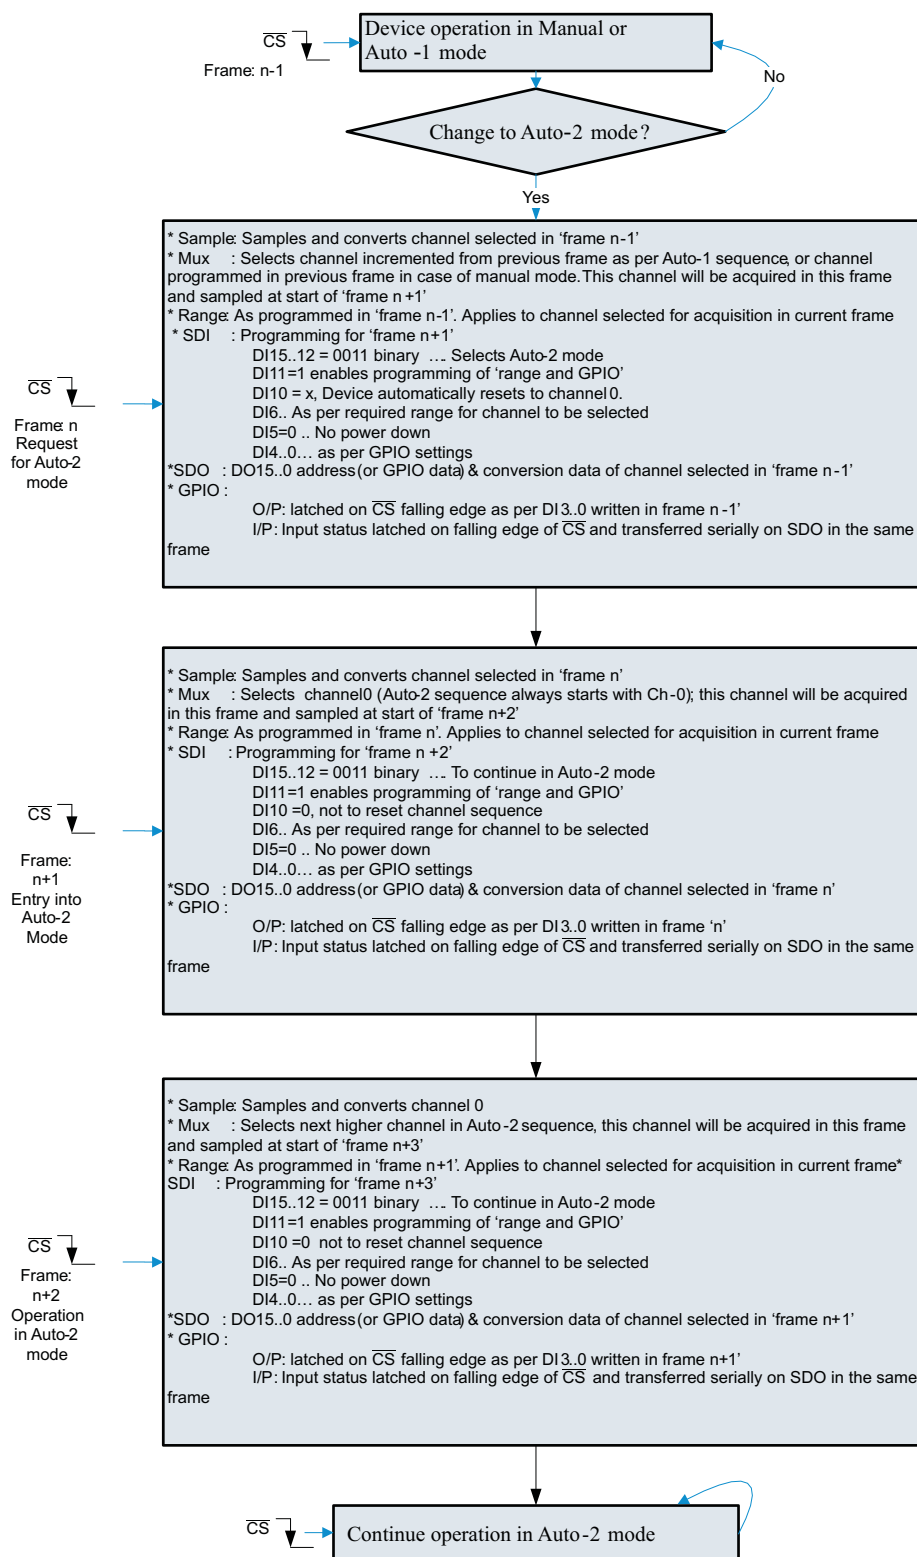 Device operation in Manual or
Auto -1 mode
CS
Frame: n-1
No
Change to Auto-2 mode?
Yes
* Sample: Samples and converts channel selected in ‘frame n-1’
* Mux : Selects channel incremented from previous frame as per Auto-1 sequence, or channel
programmed in previous frame in case of manual mode. This channel will be acquired in this frame
and sampled at start of ‘frame n+1’
* Range: As programmed in ‘frame n-1’. Applies to channel selected for acquisition in current frame
* SDI : Programming for ‘frame n+1’
DI15..12 = 0011 binary …. Selects Auto-2 mode
DI11=1 enables programming of ‘range and GPIO’
DI10 = x, Device automatically resets to channel 0.
DI6.. As per required range for channel to be selected
DI5=0 .. No power down
DI4..0… as per GPIO settings
*SDO : DO15..0 address (or GPIO data) & conversion data of channel selected in ‘frame n-1’
* GPIO :
O/P: latched on CS falling edge as per DI3..0 written in frame n-1’
I/P: Input status latched on falling edge of CS and transferred serially on SDO in the same
frame
CS
Frame: n
Request
for Auto-2
mode
* Sample: Samples and converts channel selected in ‘frame n’
* Mux : Selects channel0 (Auto-2 sequence always starts with Ch-0); this channel will be acquired
in this frame and sampled at start of ‘frame n+2’
* Range: As programmed in ‘frame n’. Applies to channel selected for acquisition in current frame
* SDI : Programming for ‘frame n +2’
DI15..12 = 0011 binary …. To continue in Auto-2 mode
DI11=1 enables programming of ‘range and GPIO’
DI10 =0, not to reset channel sequence
DI6.. As per required range for channel to be selected
DI5=0 .. No power down
DI4..0… as per GPIO settings
*SDO : DO15..0 address (or GPIO data) & conversion data of channel selected in ‘frame n’
* GPIO :
O/P: latched on CS falling edge as per DI3..0 written in frame ‘n’
I/P: Input status latched on falling edge of CS and transferred serially on SDO in the same
frame
CS
Frame:
n+1
Entry into
Auto-2
Mode
* Sample: Samples and converts channel 0
* Mux : Selects next higher channel in Auto-2 sequence, this channel will be acquired in this frame
and sampled at start of ‘frame n+3’
* Range: As programmed in ‘frame n+1’. Applies to channel selected for acquisition in current frame*
SDI : Programming for ‘frame n+3’
DI15..12 = 0011 binary …. To continue in Auto-2 mode
DI11=1 enables programming of ‘range and GPIO’
DI10 =0 not to reset channel sequence
DI6.. As per required range for channel to be selected
DI5=0 .. No power down
DI4..0… as per GPIO settings
*SDO : DO15..0 address (or GPIO data) & conversion data of channel selected in ‘frame n+1’
* GPIO :
O/P: latched on CS falling edge as per DI3..0 written in frame n+1’
I/P: Input status latched on falling edge of CS and transferred serially on SDO in the same
frame
CS
Frame:
n+2
Operation
in Auto-2
mode
CS
Continue operation in Auto-2 mode